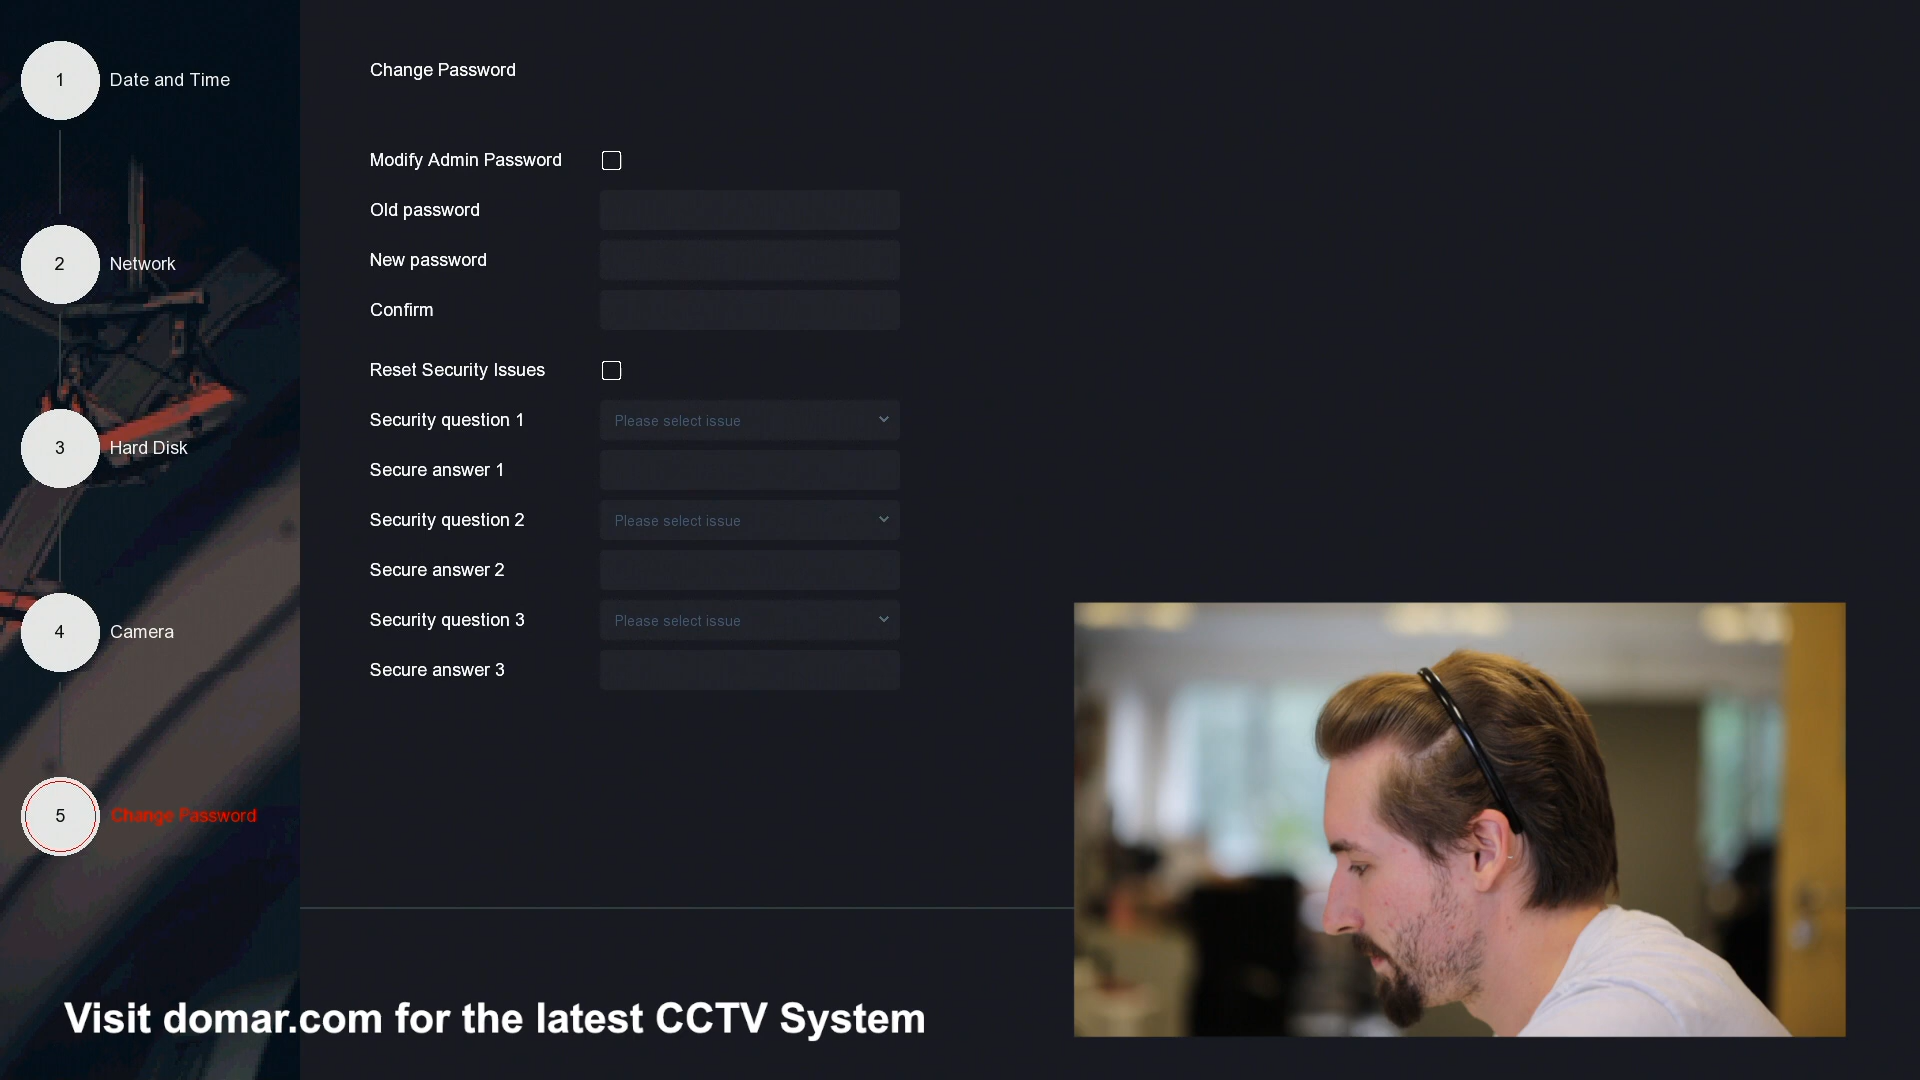 1 Date and Time
2 Network
3 Hard Disk
4 Camera
5 Change Password
Change Password
Modify Admin Password
Old password
New password
Confirm
Reset Security Issues
Security question 1 Please select issue
Secure answer 1
Security question 2 Please select issue
Secure answer 2
Security question 3 Please select issue
Secure answer 3
Visit domar.com for the latest CCTV System